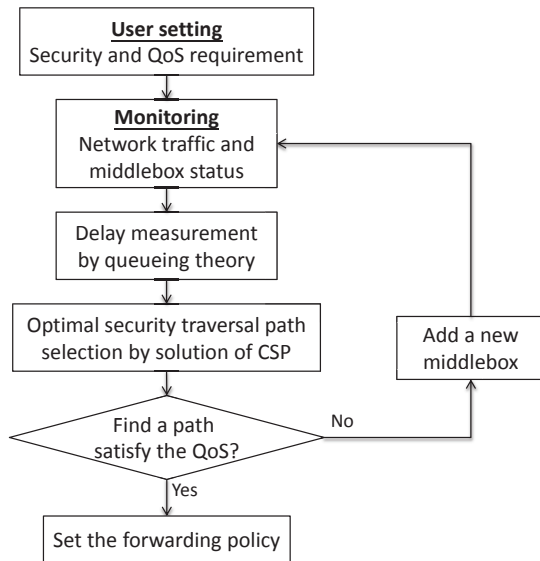 User setting
Security and QoS requirement
Monitoring
Network traffic and
middlebox status
Delay measurement
by queueing theory
Optimal security traversal path
selection by solution of CSP
Add a new
middlebox
Find a path
satisfy the QoS?
No
Yes
Set the forwarding policy